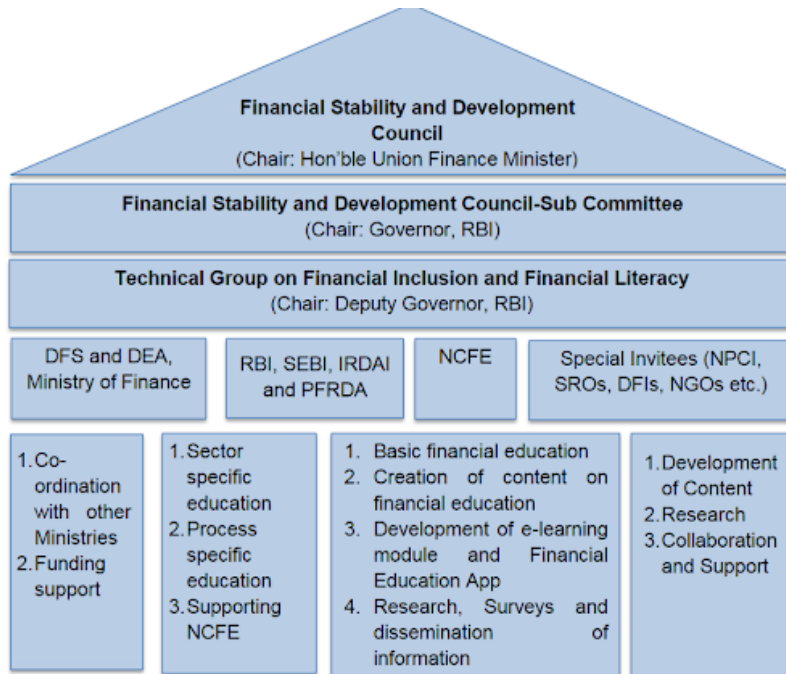 Financial Stability and Development
Council
(Chair: Hon'ble Union Finance Minister)
Financial Stability and Development Council-Sub Committee
(Chair: Governor, RBI)
Technical Group on Financial Inclusion and Financial Literacy
(Chair: Deputy Governor, RBI)
DFS and DEA,
Ministry of Finance
RBI, SEBI, IRDAI
and PFRDA
NCFE
Special Invitees (NPCI,
SROs, DFIs, NGOs etc.)
1. Co-
ordination
with other
Ministries
2. Funding
support
1. Sector
specific
education
2. Process
specific
education
3. Supporting
NCFE
1. Basic financial education
2. Creation of content on
financial education
3. Development of e-learning
module and Financial
Education App
4. Research, Surveys and
dissemination of
information
1. Development
of Content
2. Research
3. Collaboration
and Support